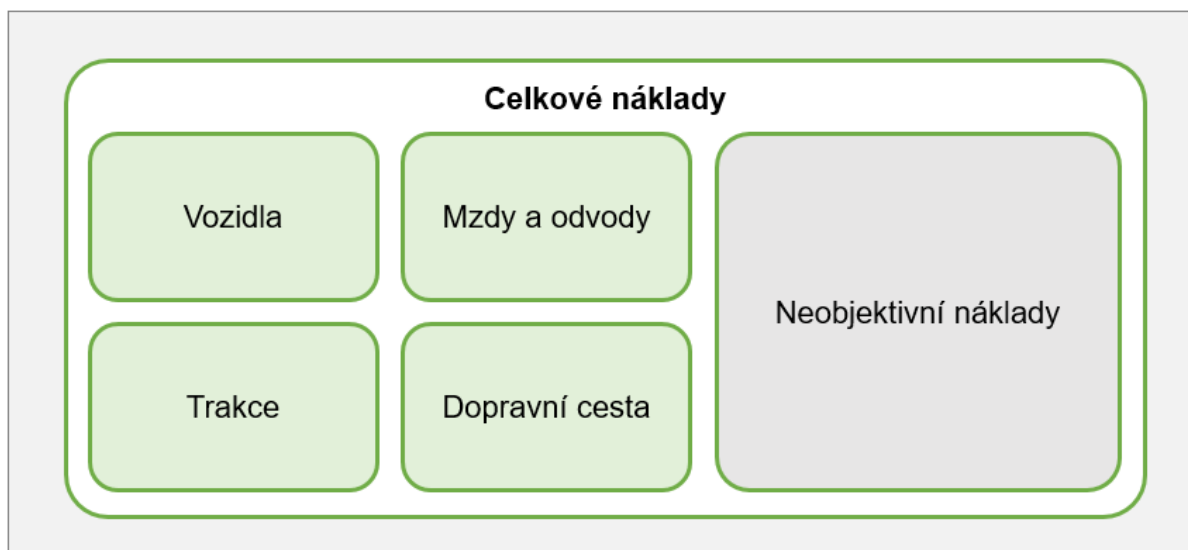 Celkové náklady
Vozidla
Mzdy a odvody
Neobjektivní náklady
Trakce
Dopravní cesta